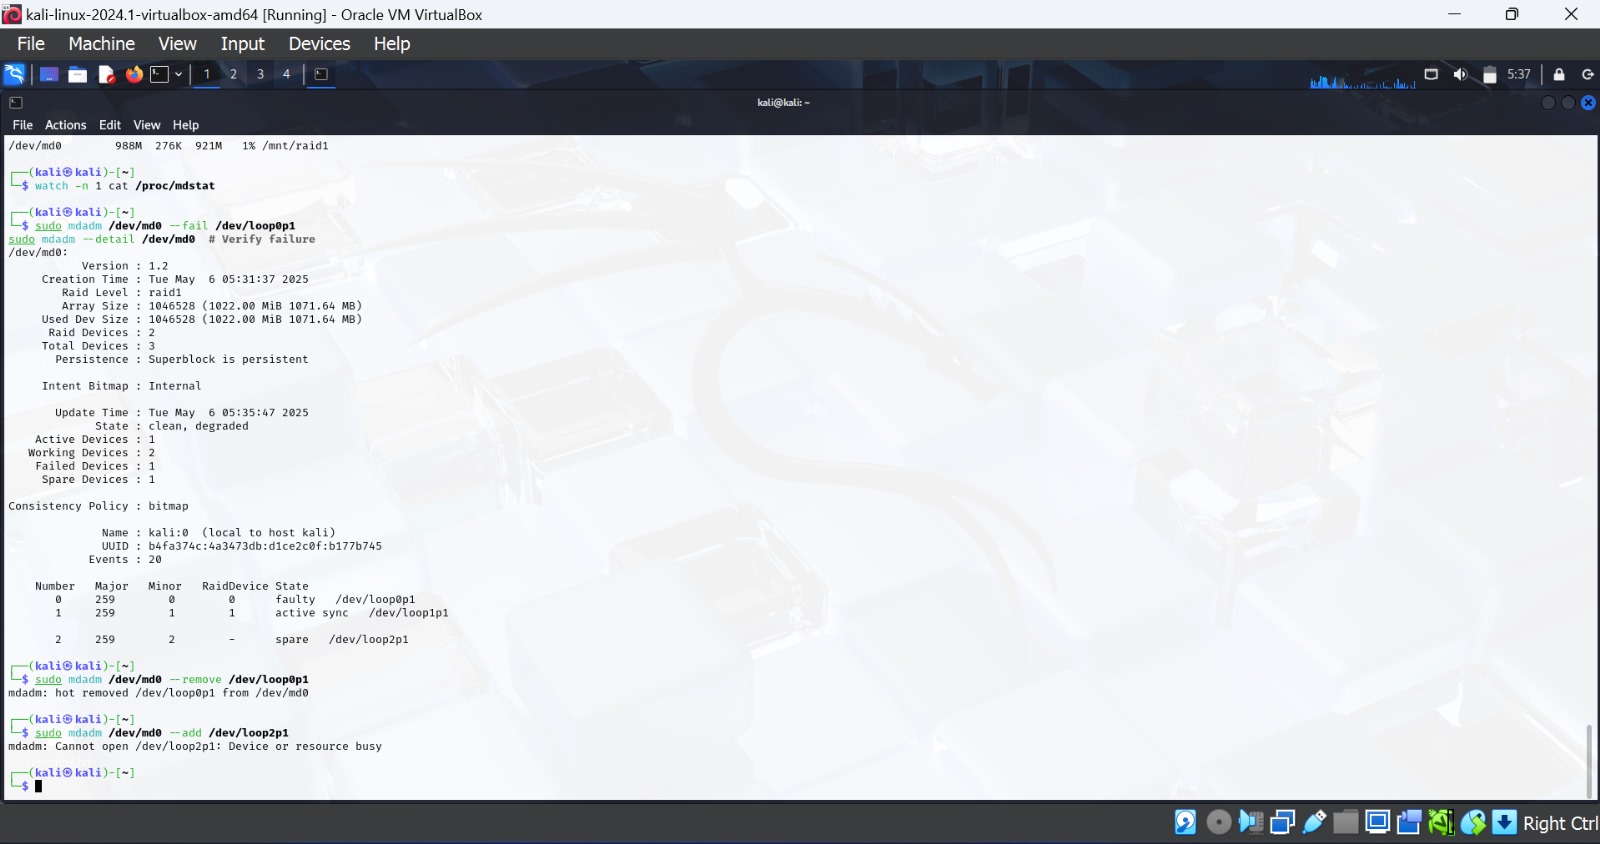 kali-linux-2024.1-virtualbox-amd64 [Running] - Oracle VM VirtualBox
File Machine View Input Devices Help
1 2 3 4 5:37
kali@kali: ~
File Actions Edit View Help
/dev/md0 988M 276K 921M 1% /mnt/raid1
(kali㉿kali)-[~]
$ watch -n 1 cat /proc/mdstat
(kali㉿kali)-[~]
$ sudo mdadm /dev/md0 --fail /dev/loop0p1
sudo mdadm --detail /dev/md0 # Verify failure
/dev/md0:
Version : 1.2
Creation Time : Tue May 6 05:31:37 2025
Raid Level : raid1
Array Size : 1046528 (1022.00 MiB 1071.64 MB)
Used Dev Size : 1046528 (1022.00 MiB 1071.64 MB)
Raid Devices : 2
Total Devices : 3
Persistence : Superblock is persistent
Intent Bitmap : Internal
Update Time : Tue May 6 05:35:47 2025
State : clean, degraded
Active Devices : 1
Working Devices : 2
Failed Devices : 1
Spare Devices : 1
Consistency Policy : bitmap
Name : kali:0 (local to host kali)
UUID : b4fa374c:4a3473db:d1ce2c0f:b177b745
Events : 20
Number Major Minor RaidDevice State
0 259 0 0 faulty /dev/loop0p1
1 259 1 1 active sync /dev/loop1p1
2 259 2 - spare /dev/loop2p1
(kali㉿kali)-[~]
$ sudo mdadm /dev/md0 --remove /dev/loop0p1
mdadm: hot removed /dev/loop0p1 from /dev/md0
(kali㉿kali)-[~]
$ sudo mdadm /dev/md0 --add /dev/loop2p1
mdadm: Cannot open /dev/loop2p1: Device or resource busy
(kali㉿kali)-[~]
$
Right Ctrl